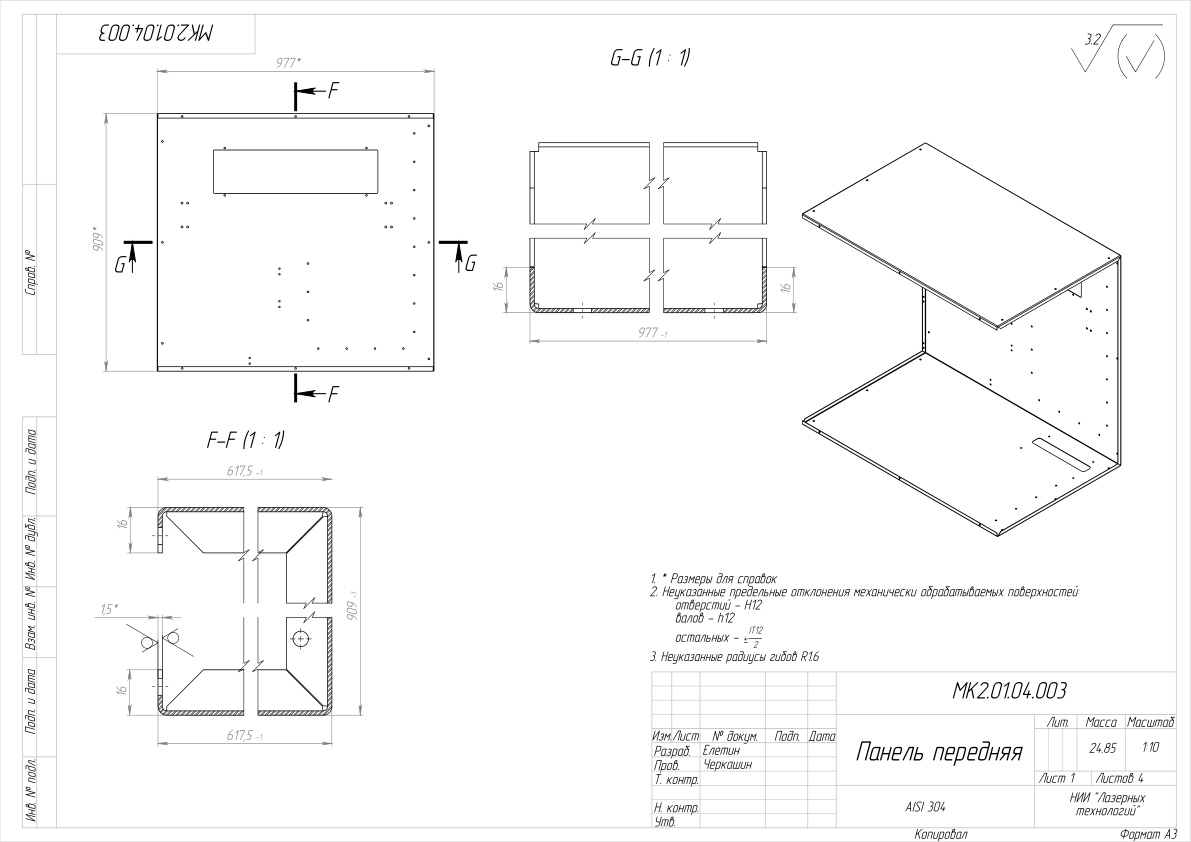 МК2.01.04.003
977*
F
909*
G
G
F
G–G (1 : 1)
16
16
977 -1
3.2
F–F (1 : 1)
617,5 -1
16
1,5*
909 -1
16
617,5 -1
1. * Размеры для справок
2. Неуказанные предельные отклонения механически обрабатываемых поверхностей:
отверстий – H12
валов – h12
остальных – ± IT12/2
3. Неуказанные радиусы гибов R1.6
МК2.01.04.003
Изм. Лист № докум. Подп. Дата
Разраб. Елетин
Пров. Черкашин
Т. контр.
Н. контр.
Утв.
Панель передняя
AISI 304
Лит. Масса Масштаб
24.85 1:10
Лист 1 Листов 4
НИИ "Лазерных
технологий"
Копировал Формат А3
Справ. №
Подп. и дата
Инв. № дубл.
Взам. инв. №
Подп. и дата
Инв. № подл.